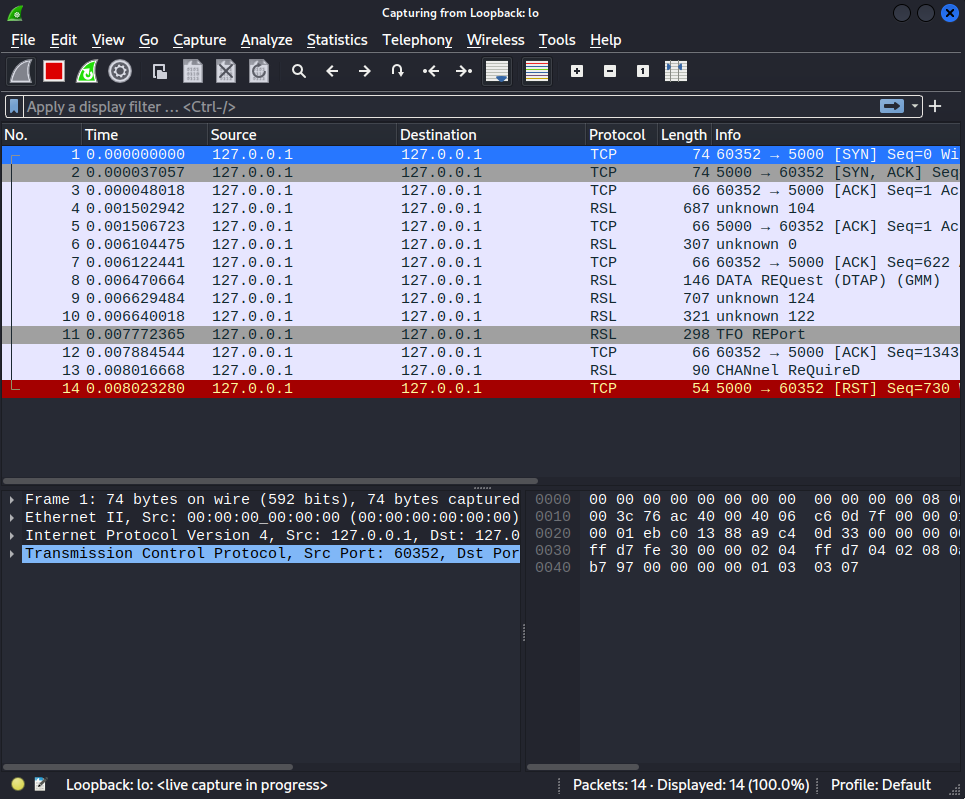 Capturing from Loopback: lo
File Edit View Go Capture Analyze Statistics Telephony Wireless Tools Help
Apply a display filter … <Ctrl-/>
No. Time Source Destination Protocol Length Info
1 0.000000000 127.0.0.1 127.0.0.1 TCP 74 60352 → 5000 [SYN] Seq=0 Wi
2 0.000037057 127.0.0.1 127.0.0.1 TCP 74 5000 → 60352 [SYN, ACK] Seq
3 0.000048018 127.0.0.1 127.0.0.1 TCP 66 60352 → 5000 [ACK] Seq=1 Ac
4 0.001502942 127.0.0.1 127.0.0.1 RSL 687 unknown 104
5 0.001506723 127.0.0.1 127.0.0.1 TCP 66 5000 → 60352 [ACK] Seq=1 Ac
6 0.006104475 127.0.0.1 127.0.0.1 RSL 307 unknown 0
7 0.006122441 127.0.0.1 127.0.0.1 TCP 66 60352 → 5000 [ACK] Seq=622
8 0.006470664 127.0.0.1 127.0.0.1 RSL 146 DATA REQuest (DTAP) (GMM)
9 0.006629484 127.0.0.1 127.0.0.1 RSL 707 unknown 124
10 0.006640018 127.0.0.1 127.0.0.1 RSL 321 unknown 122
11 0.007772365 127.0.0.1 127.0.0.1 RSL 298 TFO REPort
12 0.007884544 127.0.0.1 127.0.0.1 TCP 66 60352 → 5000 [ACK] Seq=1343
13 0.008016668 127.0.0.1 127.0.0.1 RSL 90 CHANnel ReQuireD
14 0.008023280 127.0.0.1 127.0.0.1 TCP 54 5000 → 60352 [RST] Seq=730
Frame 1: 74 bytes on wire (592 bits), 74 bytes captured
Ethernet II, Src: 00:00:00_00:00:00 (00:00:00:00:00:00)
Internet Protocol Version 4, Src: 127.0.0.1, Dst: 127.0
Transmission Control Protocol, Src Port: 60352, Dst Por
0000 00 00 00 00 00 00 00 00 00 00 00 00 08 0
0010 00 3c 76 ac 40 00 40 06 c6 0d 7f 00 00 0
0020 00 01 eb c0 13 88 a9 c4 0d 33 00 00 00 0
0030 ff d7 fe 30 00 00 02 04 ff d7 04 02 08 0
0040 b7 97 00 00 00 00 01 03 03 07
Loopback: lo: <live capture in progress> Packets: 14 · Displayed: 14 (100.0%) Profile: Default